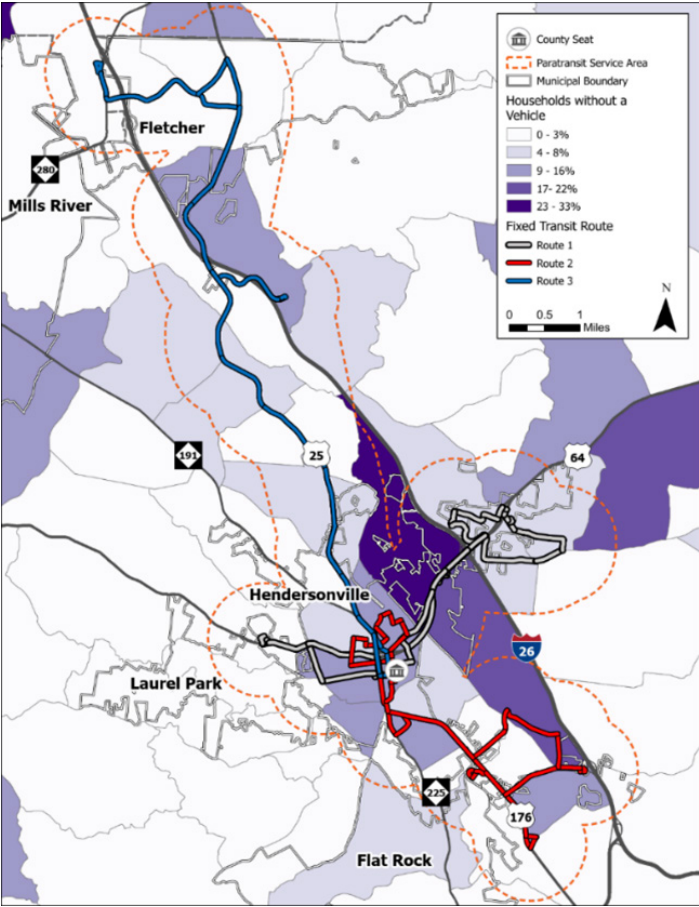 County Seat
Paratransit Service Area
Municipal Boundary
Households without a
Vehicle
0 - 3%
4 - 8%
9 - 16%
17- 22%
23 - 33%
Fixed Transit Route
Route 1
Route 2
Route 3
0 0.5 1
Miles
N
Fletcher
280
Mills River
191
25
64
Hendersonville
26
Laurel Park
225
176
Flat Rock